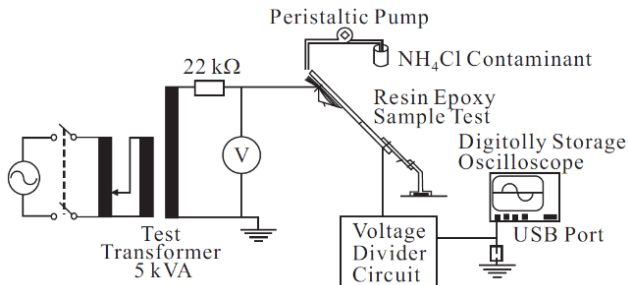 Peristaltic Pump
22 kΩ
NH₄Cl Contaminant
Resin Epoxy
Sample Test
Digitolly Storage
Oscilloscope
V
USB Port
Test
Transformer
5 kVA
Voltage
Divider
Circuit